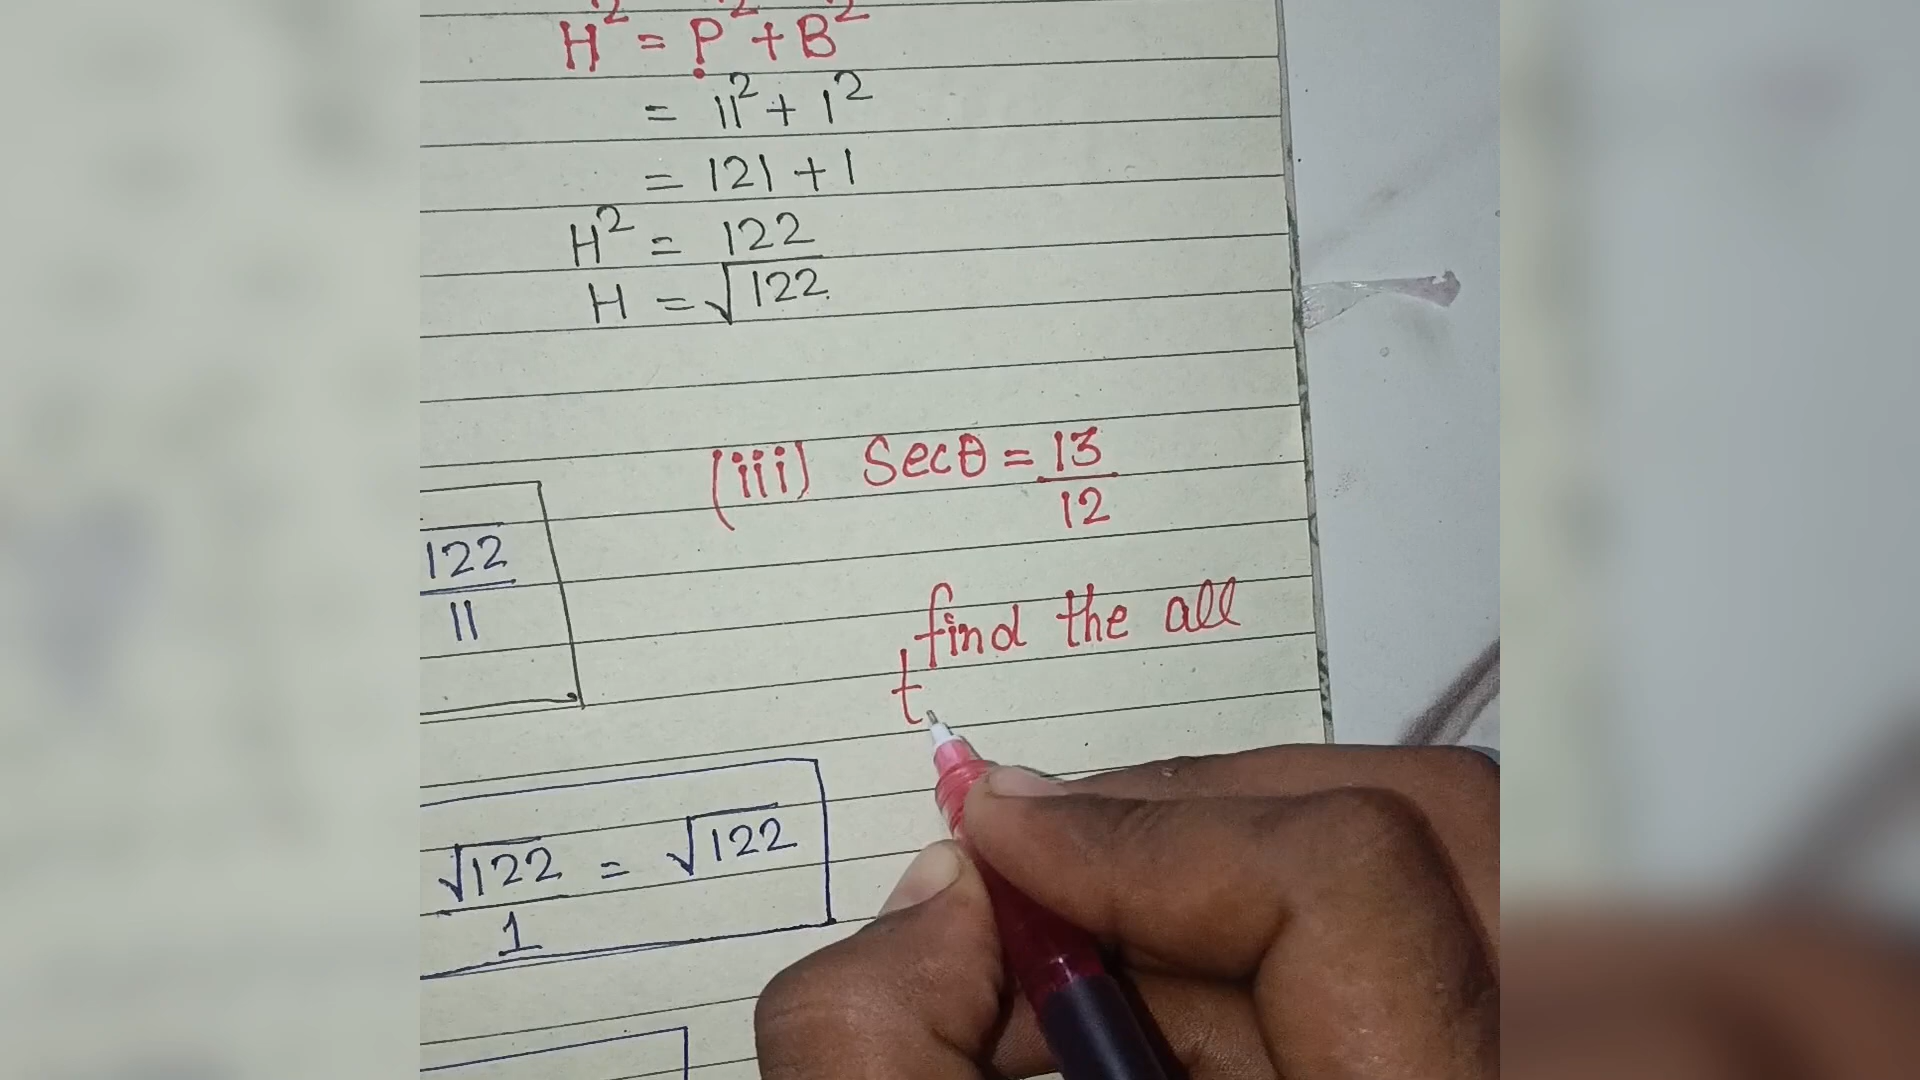 H² = P² + B²
= 11² + 1²
= 121 + 1
H² = 122
H = √122
(iii) Secθ = 13/12
find the all
t
122/11
√122/1 = √122